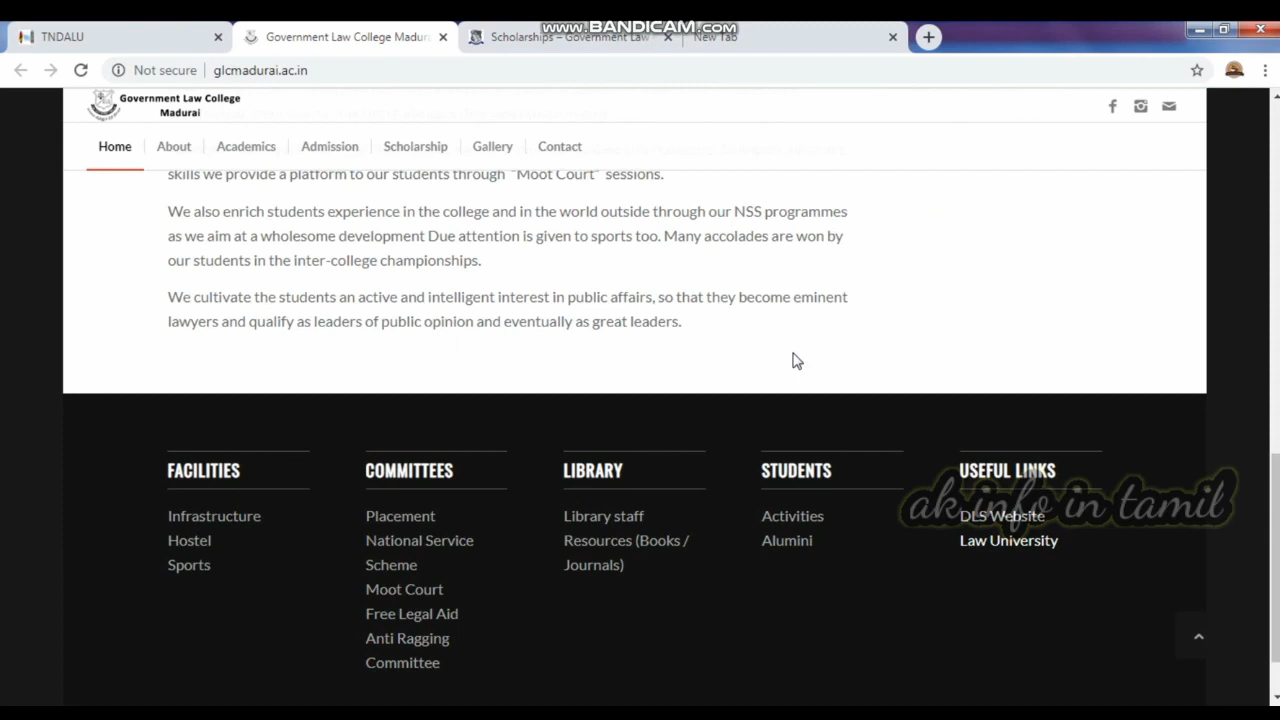 www.BANDICAM.com
TNDALU
Government Law College Madura
Scholarships – Government Law
New Tab
Not secure
glcmadurai.ac.in
Government Law College
Madurai
Home
About
Academics
Admission
Scholarship
Gallery
Contact
skills we provide a platform to our students through "Moot Court" sessions.
We also enrich students experience in the college and in the world outside through our NSS programmes
as we aim at a wholesome development Due attention is given to sports too. Many accolades are won by
our students in the inter-college championships.
We cultivate the students an active and intelligent interest in public affairs, so that they become eminent
lawyers and qualify as leaders of public opinion and eventually as great leaders.
FACILITIES
Infrastructure
Hostel
Sports
COMMITTEES
Placement
National Service
Scheme
Moot Court
Free Legal Aid
Anti Ragging
Committee
LIBRARY
Library staff
Resources (Books /
Journals)
STUDENTS
Activities
Alumini
USEFUL LINKS
DLS Website
Law University
ak info in tamil